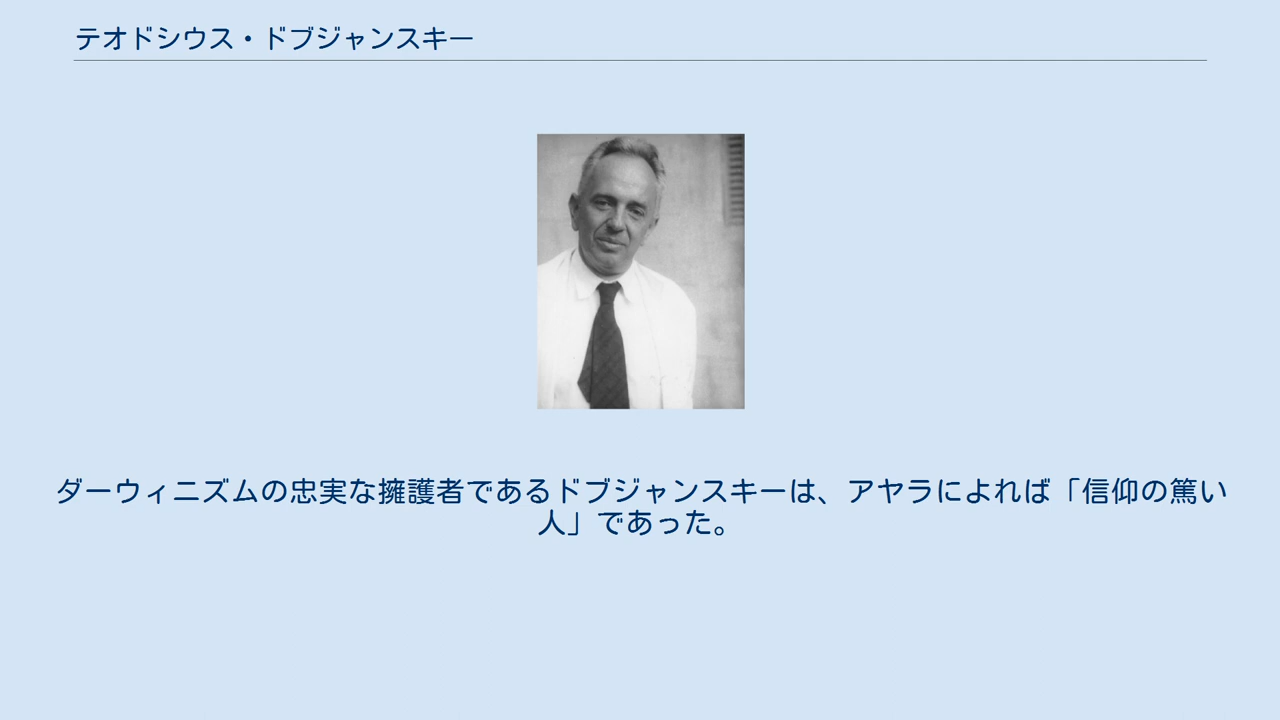 テオドシウス・ドブジャンスキー
ダーウィニズムの忠実な擁護者であるドブジャンスキーは、アヤラによれば「信仰の篤い
人」であった。